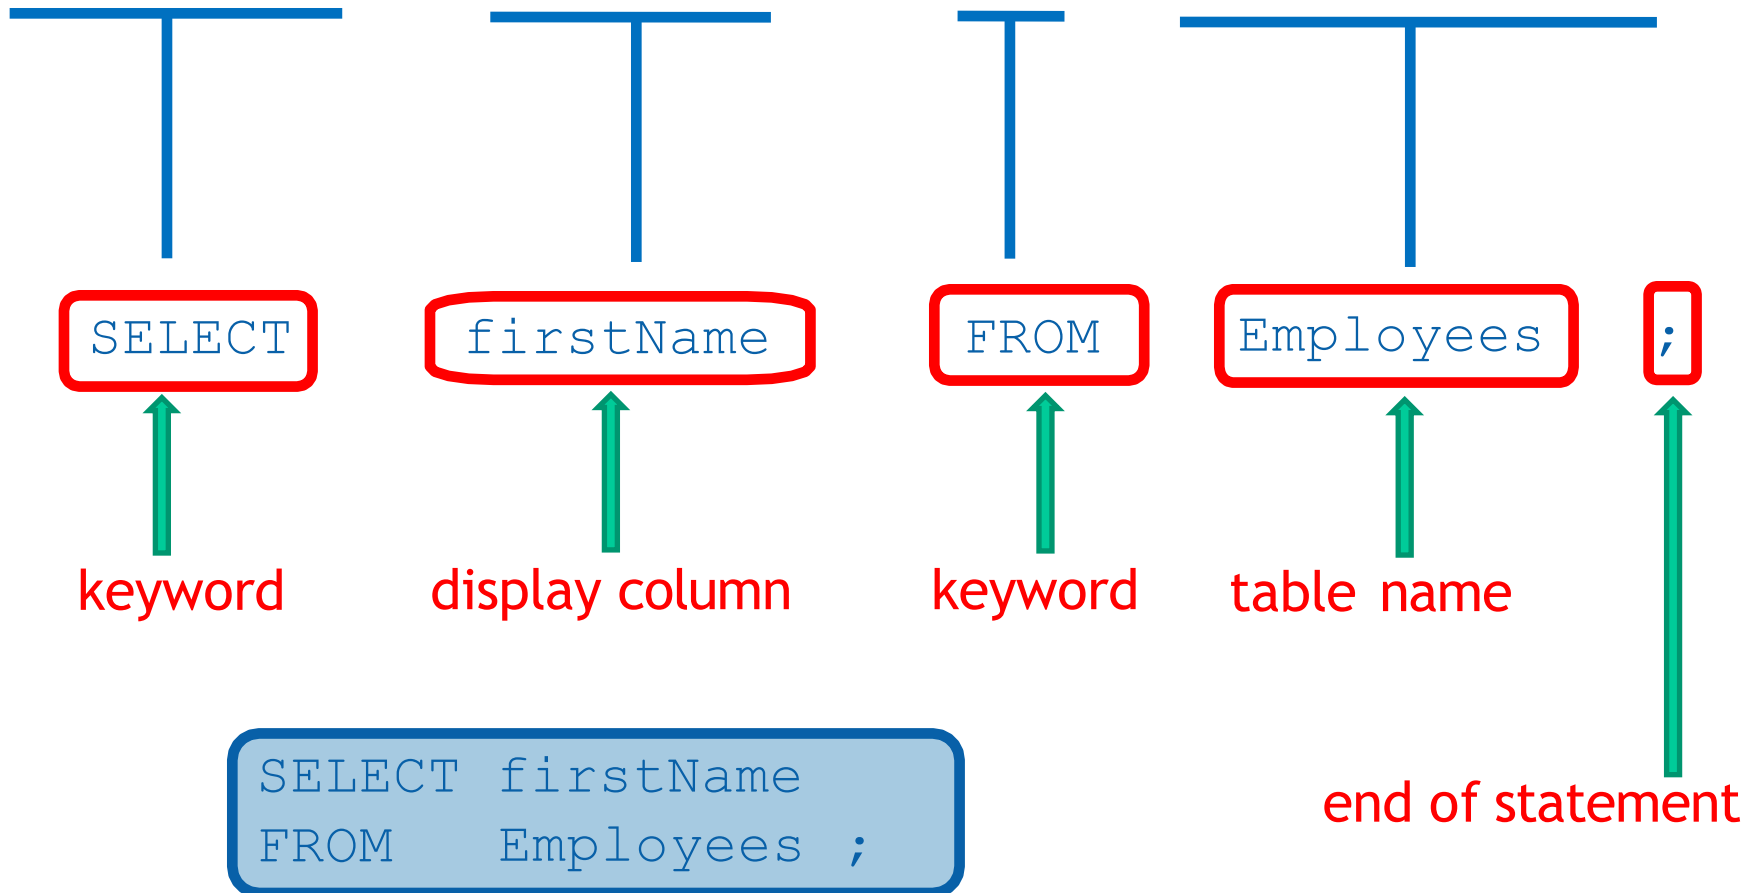 SELECT firstName FROM Employees ;
keyword display column keyword table name
end of statement
SELECT firstName
FROM Employees ;